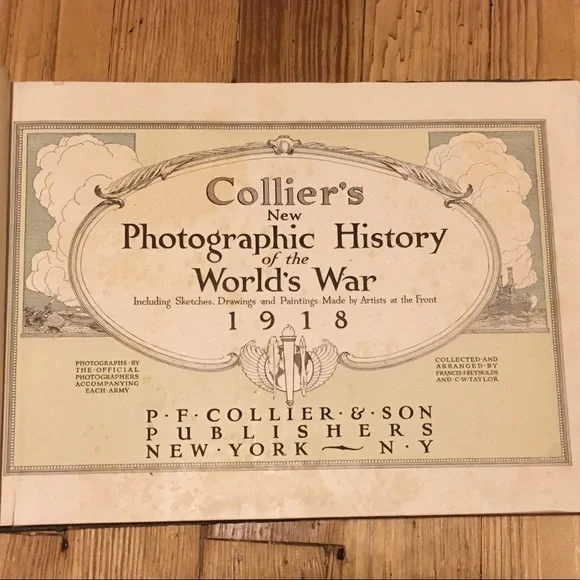 Collier's
New
Photographic History
of the
World's War
Including Sketches, Drawings and Paintings Made by Artists at the Front
1918
PHOTOGRAPHS·BY
THE·OFFICIAL
PHOTOGRAPHERS
ACCOMPANYING
EACH·ARMY
COLLECTED·AND
ARRANGED·BY
FRANCIS·J·REYNOLDS
AND·C·W·TAYLOR
P·F·COLLIER·&·SON
PUBLISHERS
NEW·YORK — N·Y